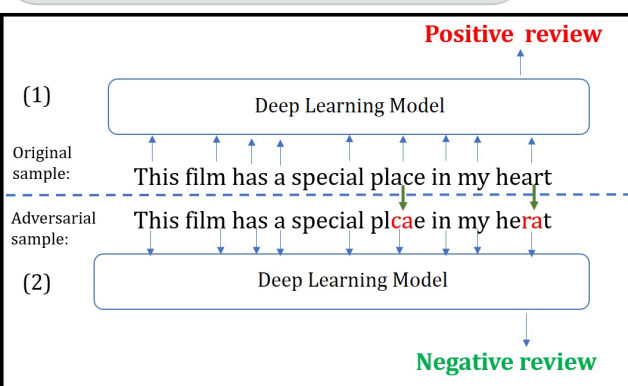 Positive review
(1)
Deep Learning Model
Original
sample:
This film has a special place in my heart
Adversarial
sample:
This film has a special plcae in my herat
(2)
Deep Learning Model
Negative review